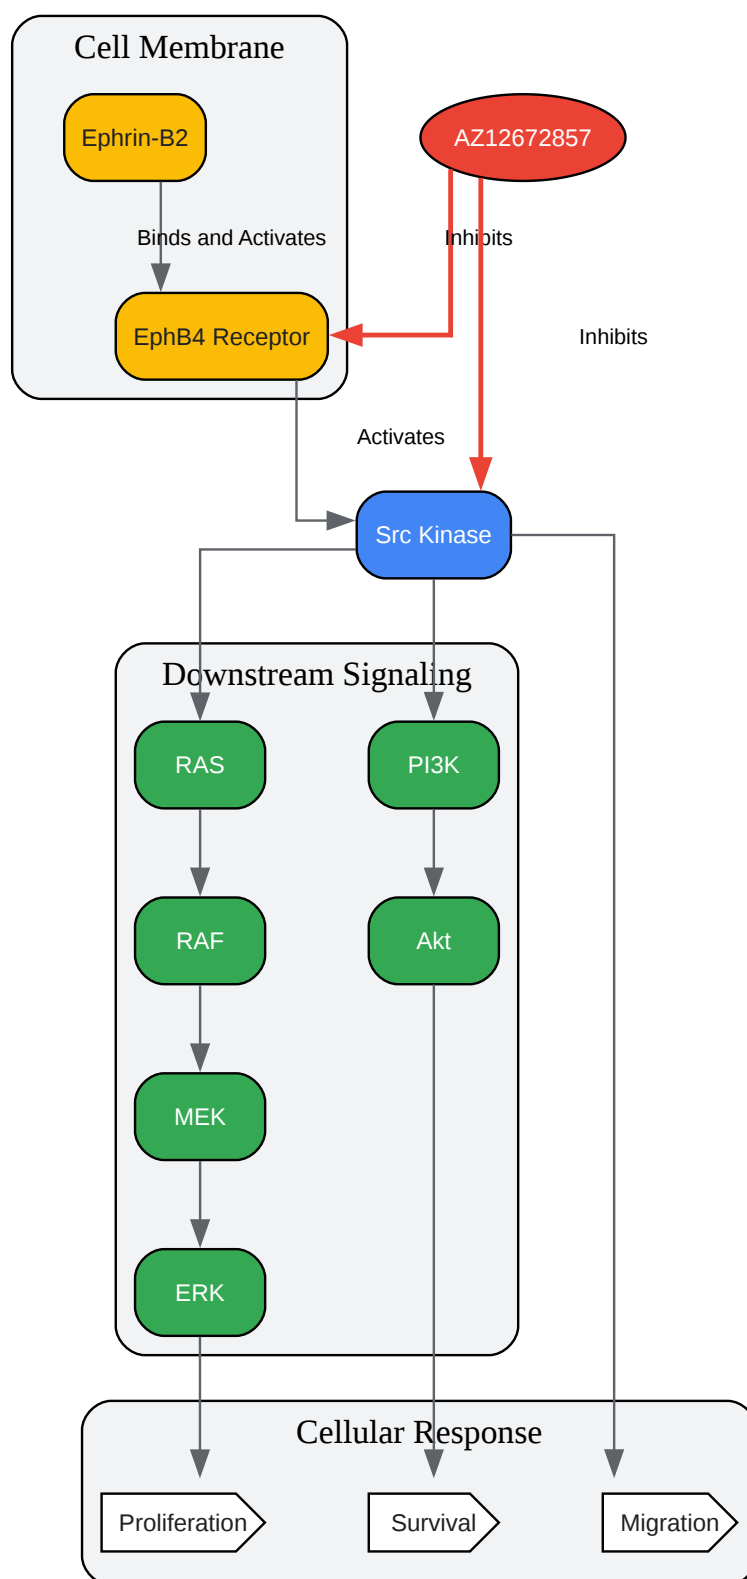 Cell Membrane
Ephrin-B2
AZ12672857
Binds and Activates
Inhibits
EphB4 Receptor
Inhibits
Activates
Src Kinase
Downstream Signaling
RAS
PI3K
RAF
Akt
MEK
ERK
Cellular Response
Proliferation
Survival
Migration